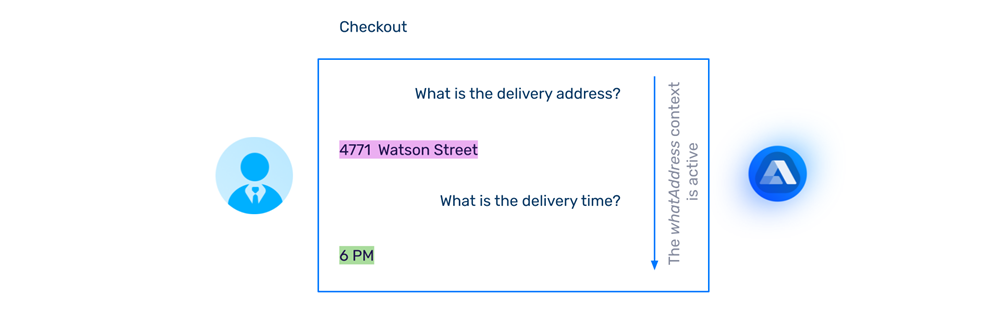 Checkout
What is the delivery address?
4771 Watson Street
What is the delivery time?
6 PM
The whatAddress context
is active